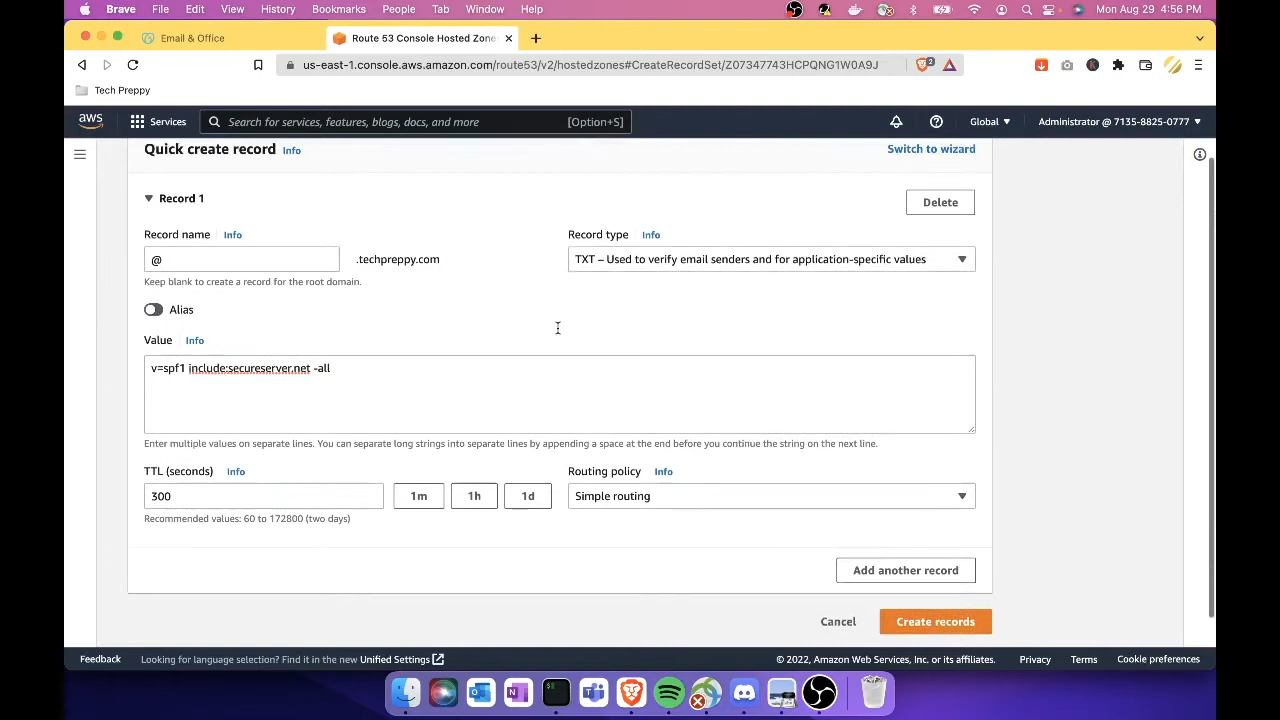 Brave File Edit View History Bookmarks People Tab Window Help Mon Aug 29 4:56 PM
Email & Office Route 53 Console Hosted Zone
us-east-1.console.aws.amazon.com/route53/v2/hostedzones#CreateRecordSet/Z07347743HCPQNG1W0A9J 2
Tech Preppy
aws Services Search for services, features, blogs, docs, and more [Option+S] Global Administrator @ 7135-8825-0777
Quick create record Info Switch to wizard
Record 1 Delete
Record name Info Record type Info
@ .techpreppy.com TXT – Used to verify email senders and for application-specific values
Keep blank to create a record for the root domain.
Alias
Value Info
v=spf1 include:secureserver.net -all
Enter multiple values on separate lines. You can separate long strings into separate lines by appending a space at the end before you continue the string on the next line.
TTL (seconds) Info Routing policy Info
300 1m 1h 1d Simple routing
Recommended values: 60 to 172800 (two days)
Add another record
Cancel Create records
Feedback Looking for language selection? Find it in the new Unified Settings © 2022, Amazon Web Services, Inc. or its affiliates. Privacy Terms Cookie preferences